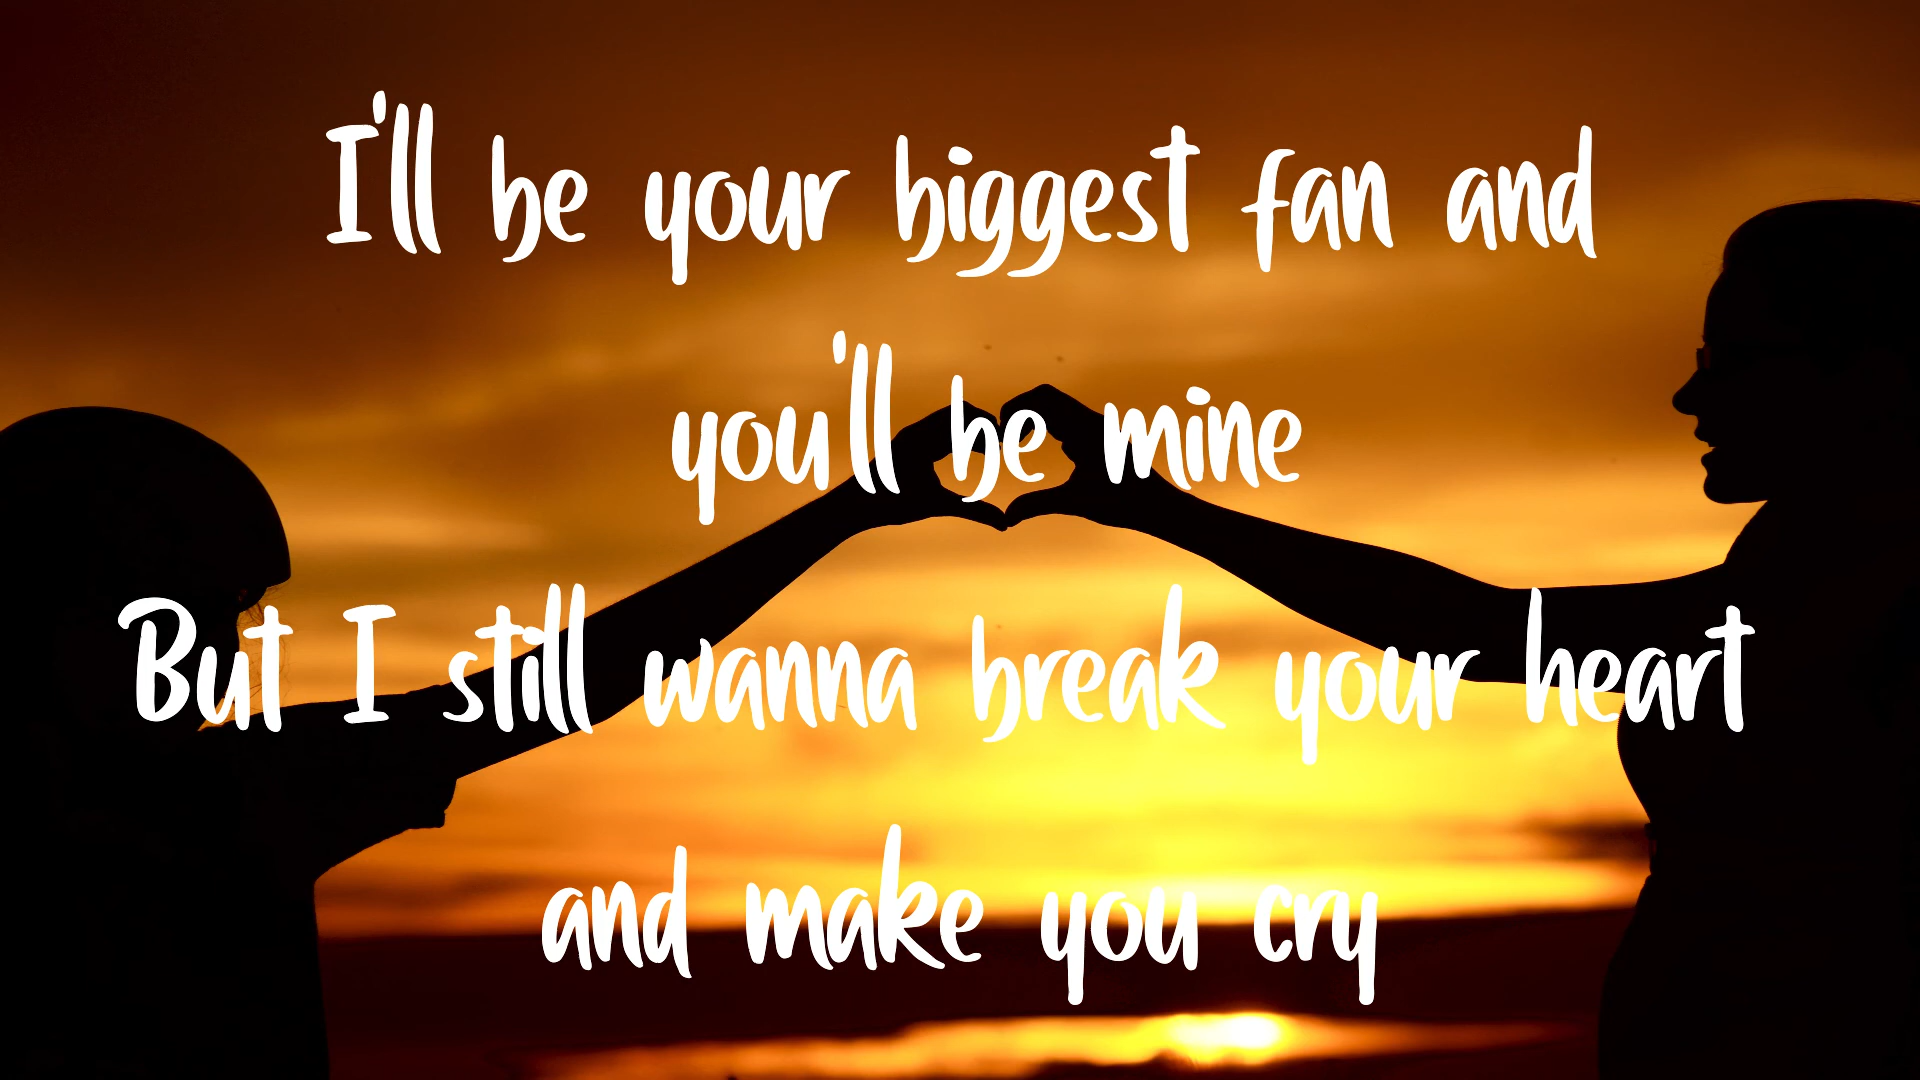 I'll be your biggest fan and
you'll be mine
But I still wanna break your heart
and make you cry